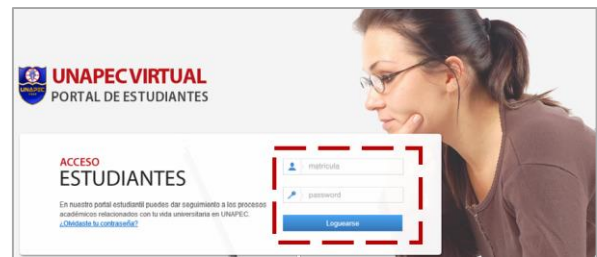 UNAPEC
UNAPECVIRTUAL
PORTAL DE ESTUDIANTES
ACCESO
ESTUDIANTES
En nuestro portal estudiantil puedes dar seguimiento a los procesos
académicos relacionados con tu vida universitaria en UNAPEC.
¿Olvidaste tu contraseña?
matricula
password
Loguearse